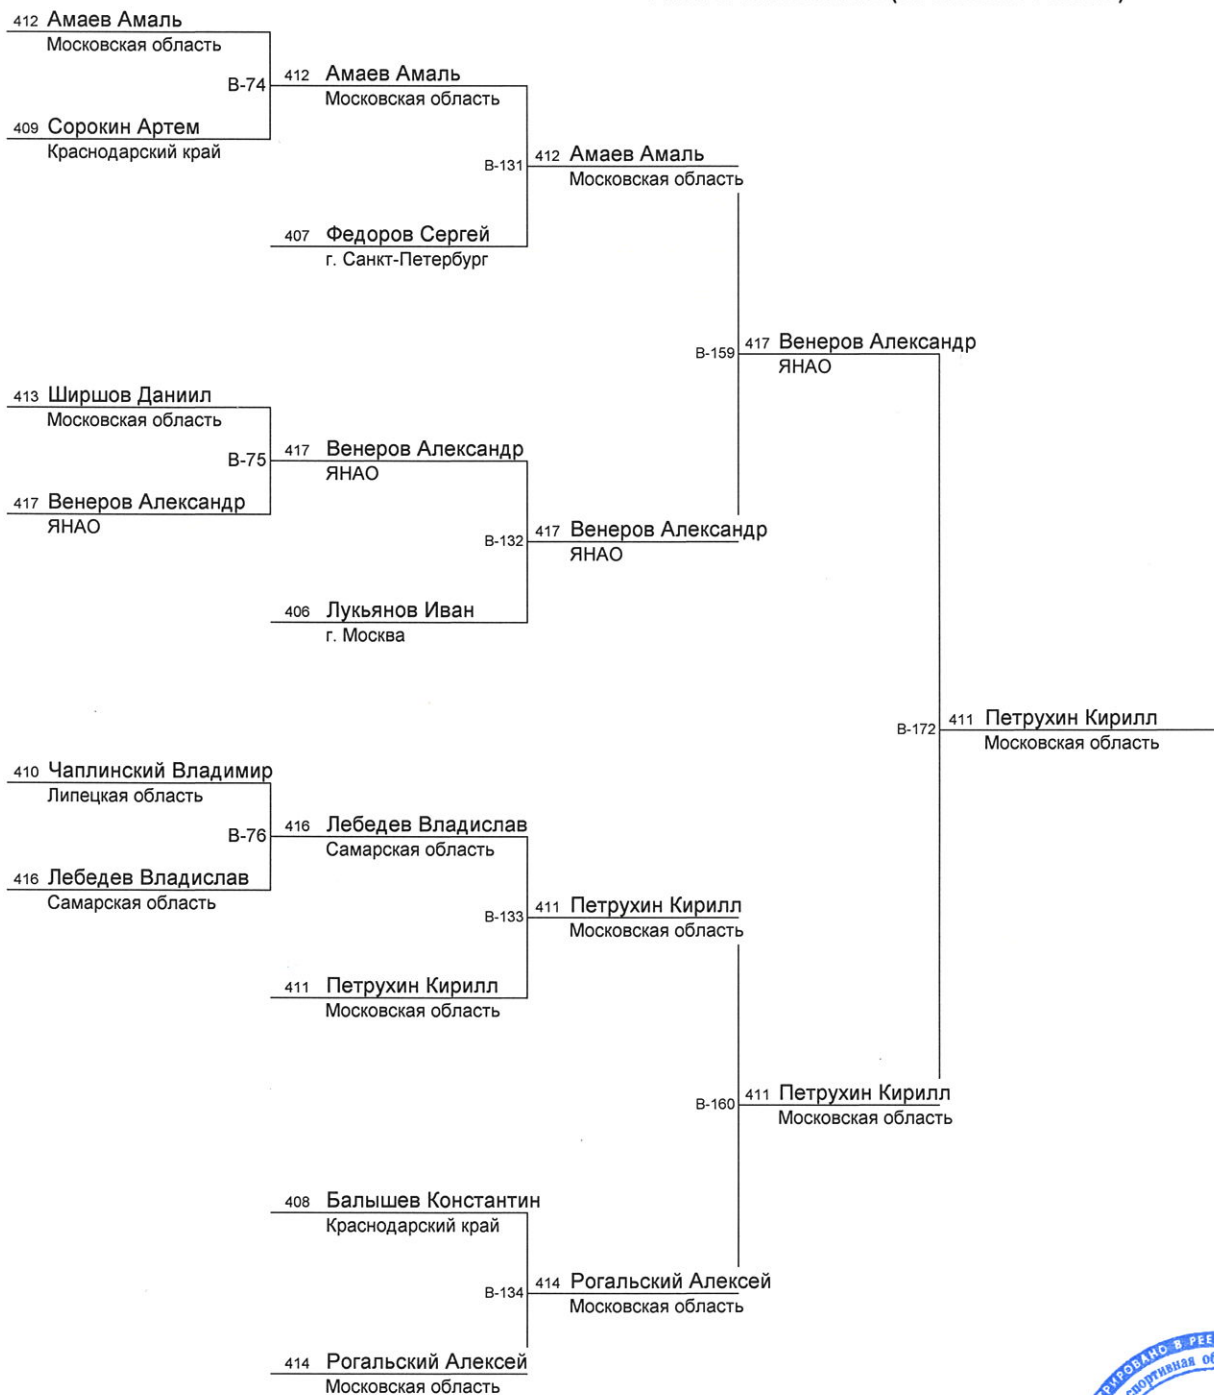 412 Амаев Амаль
Московская область
В-74
412 Амаев Амаль
Московская область
409 Сорокин Артем
Краснодарский край
В-131
412 Амаев Амаль
Московская область
407 Федоров Сергей
г. Санкт-Петербург
В-159
417 Венеров Александр
ЯНАО
413 Ширшов Даниил
Московская область
В-75
417 Венеров Александр
ЯНАО
417 Венеров Александр
ЯНАО
В-132
417 Венеров Александр
ЯНАО
406 Лукьянов Иван
г. Москва
В-172
411 Петрухин Кирилл
Московская область
410 Чаплинский Владимир
Липецкая область
В-76
416 Лебедев Владислав
Самарская область
416 Лебедев Владислав
Самарская область
В-133
411 Петрухин Кирилл
Московская область
411 Петрухин Кирилл
Московская область
В-160
411 Петрухин Кирилл
Московская область
408 Балышев Константин
Краснодарский край
В-134
414 Рогальский Алексей
Московская область
414 Рогальский Алексей
Московская область